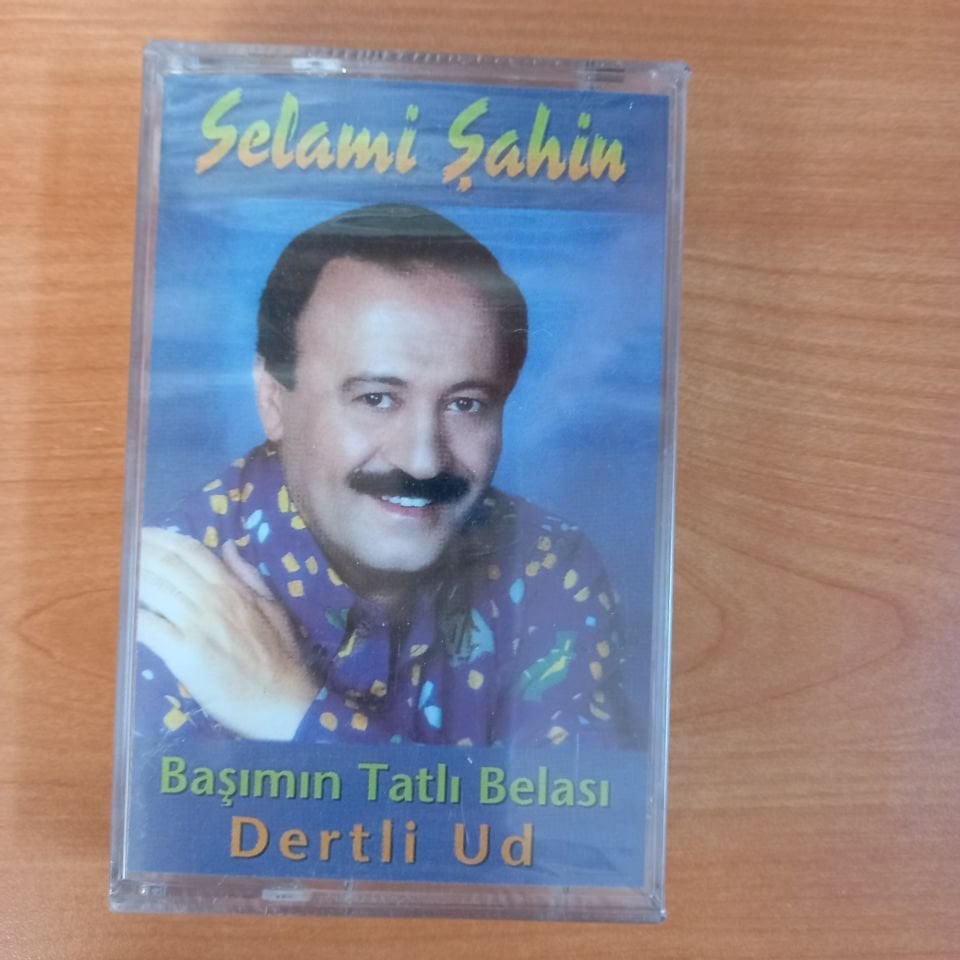 Selami Şahin
Başımın Tatlı Belası
Dertli Ud